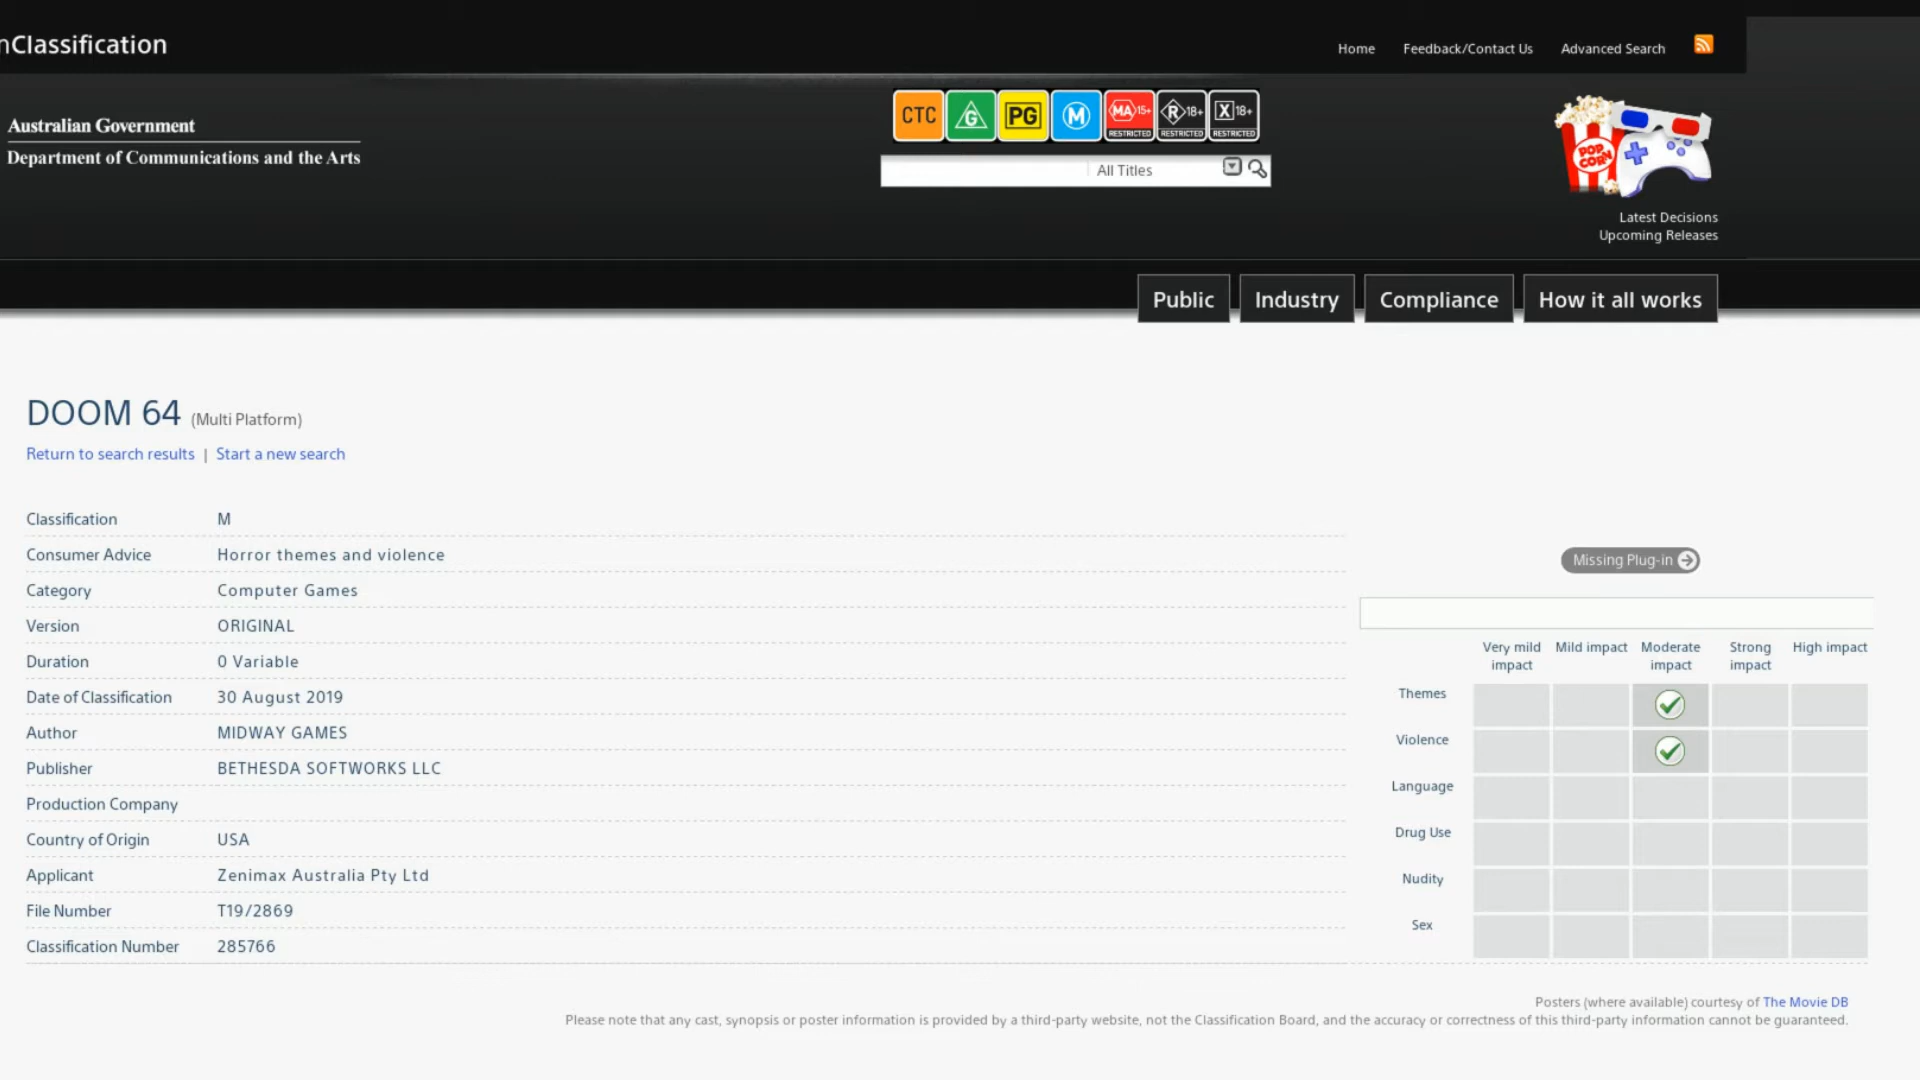 nClassification
Home Feedback/Contact Us Advanced Search
Australian Government
Department of Communications and the Arts
CTC G PG M MA 15+ RESTRICTED R 18+ RESTRICTED X 18+ RESTRICTED
All Titles
POP CORN
Latest Decisions
Upcoming Releases
Public Industry Compliance How it all works
DOOM 64 (Multi Platform)
Return to search results | Start a new search
Classification M
Consumer Advice Horror themes and violence
Category Computer Games
Version ORIGINAL
Duration 0 Variable
Date of Classification 30 August 2019
Author MIDWAY GAMES
Publisher BETHESDA SOFTWORKS LLC
Production Company
Country of Origin USA
Applicant Zenimax Australia Pty Ltd
File Number T19/2869
Classification Number 285766
Missing Plug-in
Very mild impact Mild impact Moderate impact Strong impact High impact
Themes
Violence
Language
Drug Use
Nudity
Sex
Posters (where available) courtesy of The Movie DB
Please note that any cast, synopsis or poster information is provided by a third-party website, not the Classification Board, and the accuracy or correctness of this third-party information cannot be guaranteed.